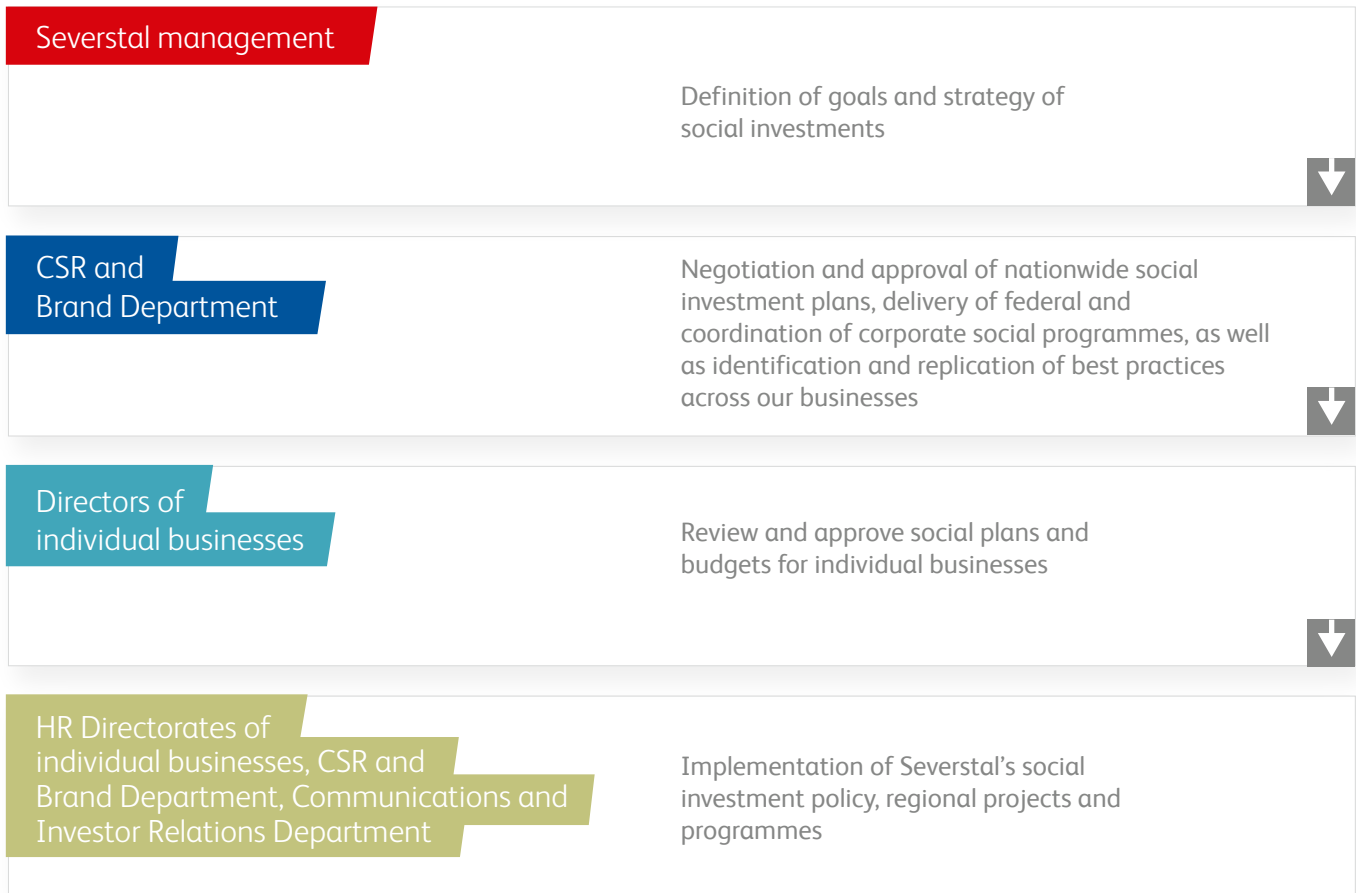 Severstal management
Definition of goals and strategy of
social investments
CSR and
Brand Department
Negotiation and approval of nationwide social
investment plans, delivery of federal and
coordination of corporate social programmes, as well
as identification and replication of best practices
across our businesses
Directors of
individual businesses
Review and approve social plans and
budgets for individual businesses
HR Directorates of
individual businesses, CSR and
Brand Department, Communications and
Investor Relations Department
Implementation of Severstal’s social
investment policy, regional projects and
programmes